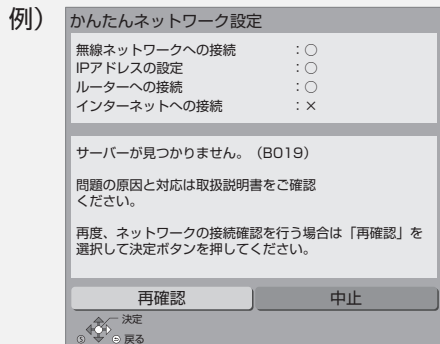 例）
かんたんネットワーク設定
無線ネットワークへの接続 ：○
IPアドレスの設定 ：○
ルーターへの接続 ：○
インターネットへの接続 ：×
サーバーが見つかりません。（B019）
問題の原因と対応は取扱説明書をご確認
ください。
再度、ネットワークの接続確認を行う場合は「再確認」を
選択して決定ボタンを押してください。
再確認 中止
決定
S 戻る